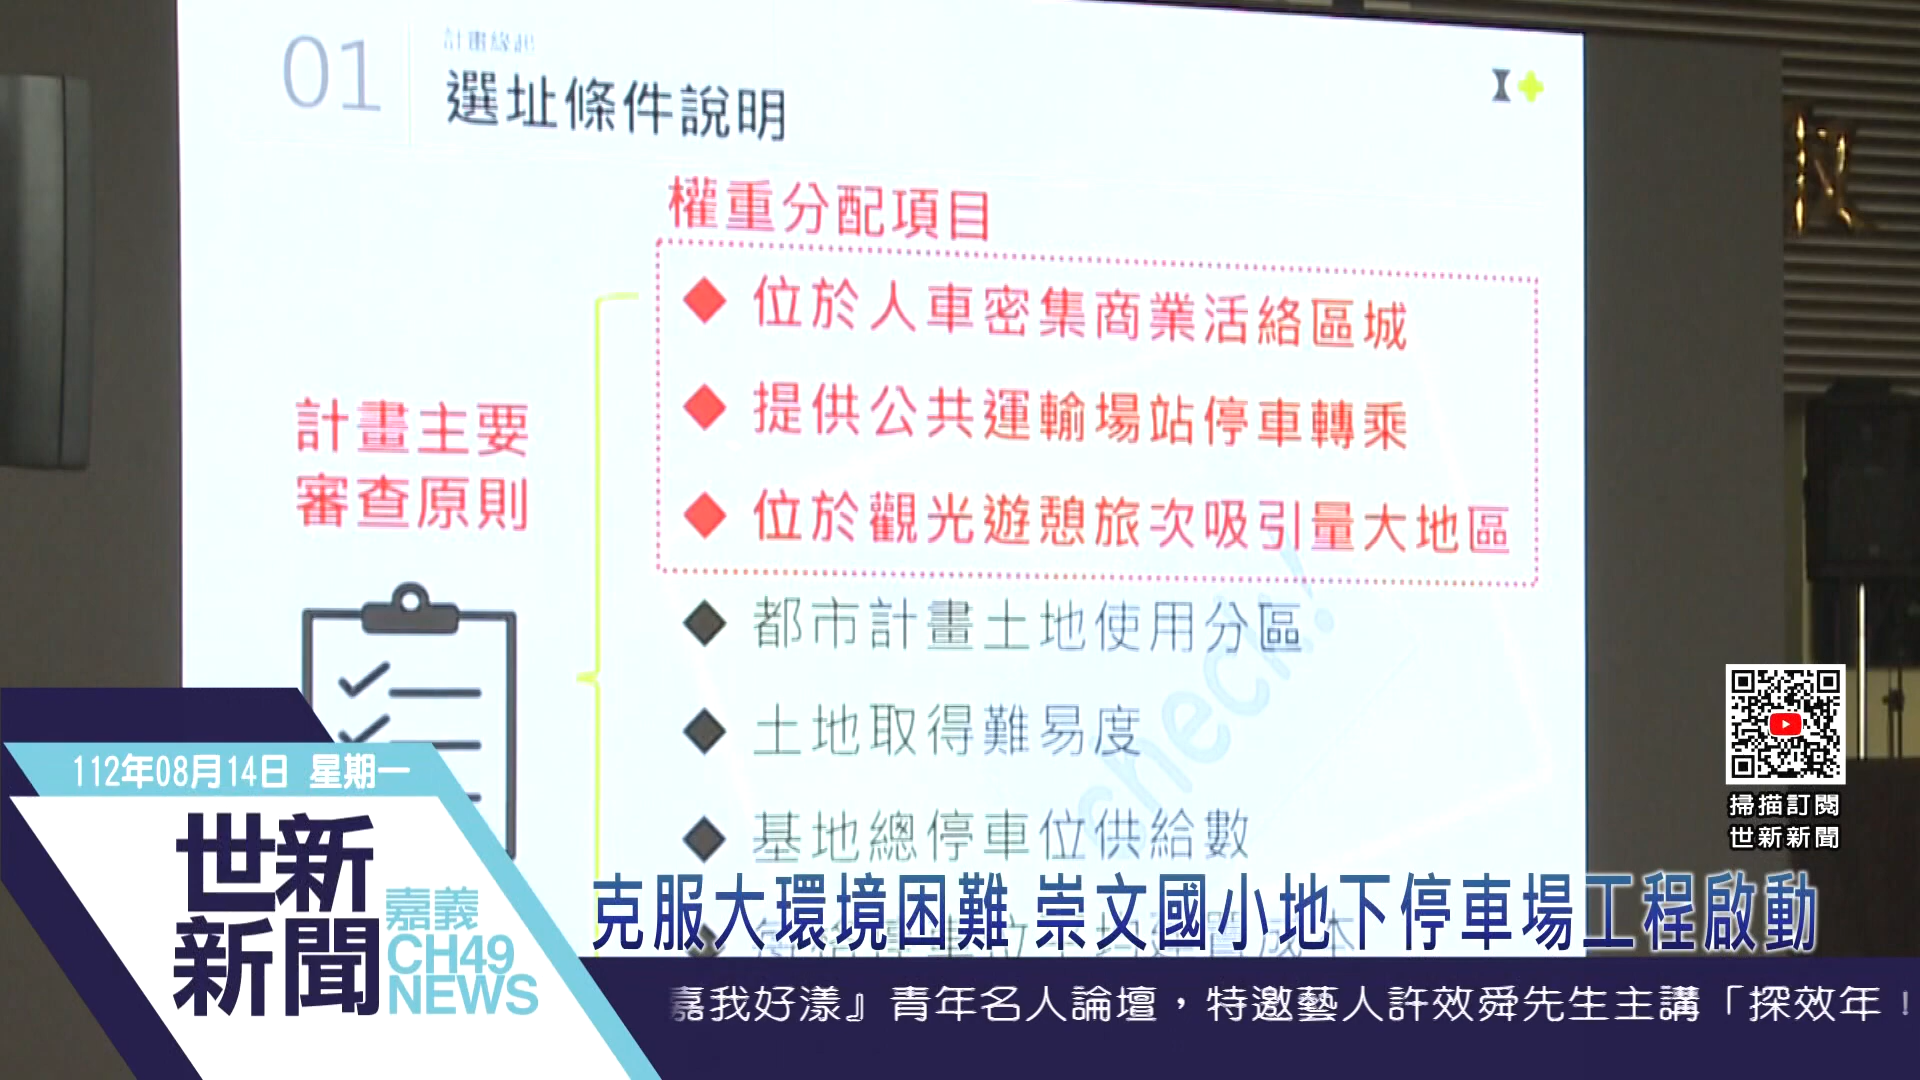 01
計畫緣起
選址條件說明
權重分配項目
位於人車密集商業活絡區城
提供公共運輸場站停車轉乘
位於觀光遊憩旅次吸引量大地區
計畫主要
審查原則
都市計畫土地使用分區
土地取得難易度
基地總停車位供給數
check!
112年08月14日 星期一
世新
新聞
嘉義
CH49
NEWS
掃描訂閱
世新新聞
克服大環境困難 崇文國小地下停車場工程啟動
嘉我好漾』青年名人論壇，特邀藝人許效舜先生主講「探效年！